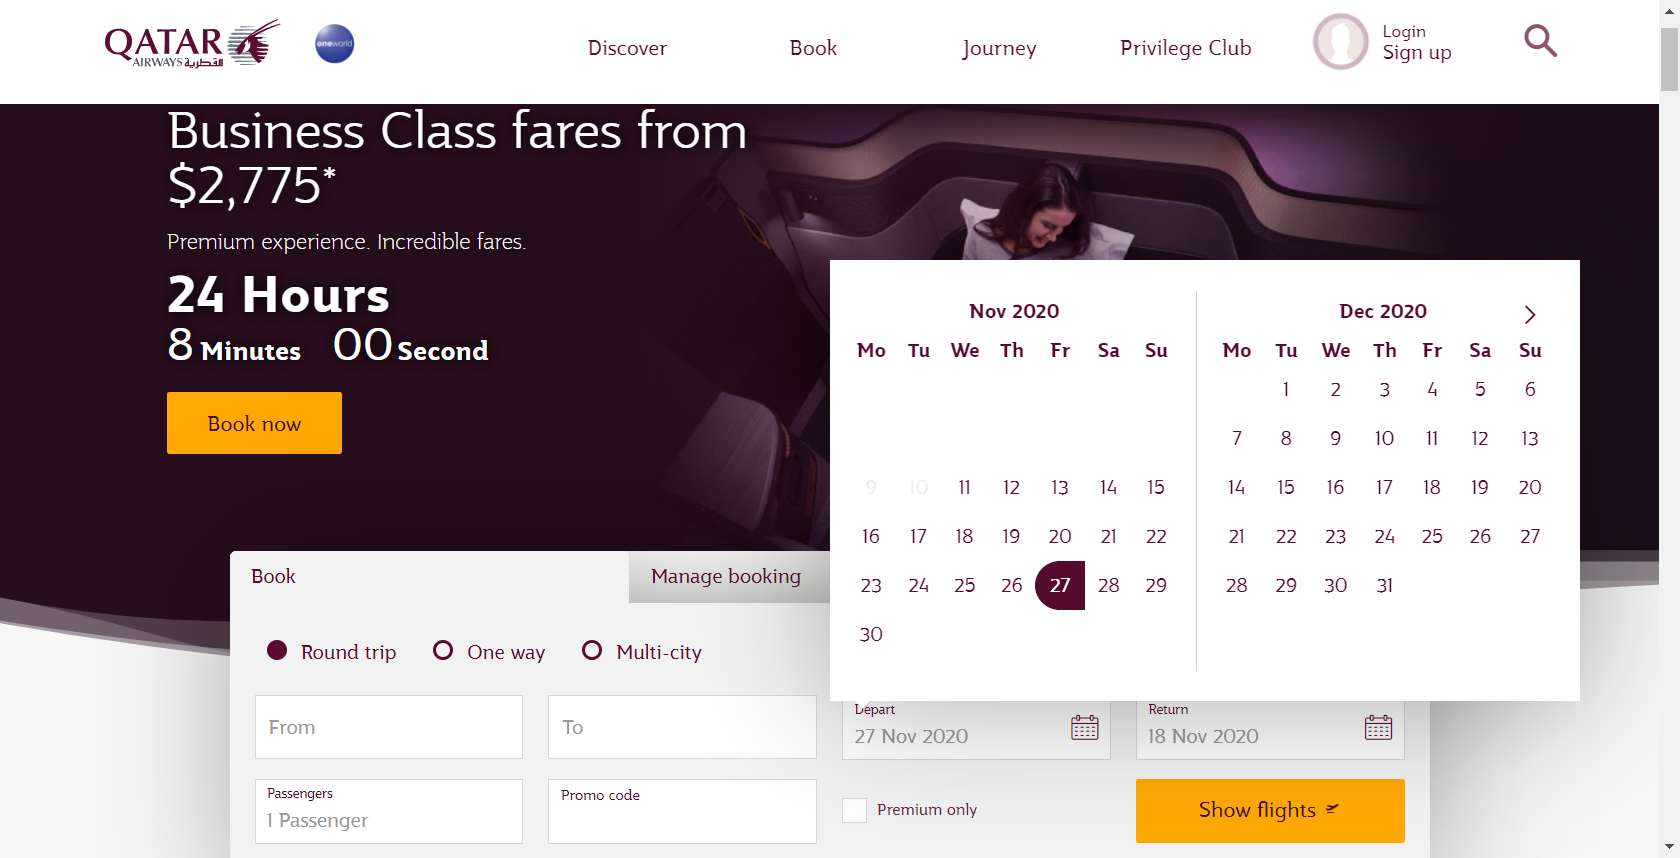 QATAR
AIRWAYS القطرية
oneworld
Discover
Book
Journey
Privilege Club
Login
Sign up
Business Class fares from
$2,775*
Premium experience. Incredible fares.
24 Hours
8 Minutes 00 Second
Book now
Nov 2020
Mo Tu We Th Fr Sa Su
9 10 11 12 13 14 15
16 17 18 19 20 21 22
23 24 25 26 27 28 29
30
Dec 2020
Mo Tu We Th Fr Sa Su
1 2 3 4 5 6
7 8 9 10 11 12 13
14 15 16 17 18 19 20
21 22 23 24 25 26 27
28 29 30 31
Book
Manage booking
Round trip
One way
Multi-city
From
To
Depart
27 Nov 2020
Return
18 Nov 2020
Passengers
1 Passenger
Promo code
Premium only
Show flights